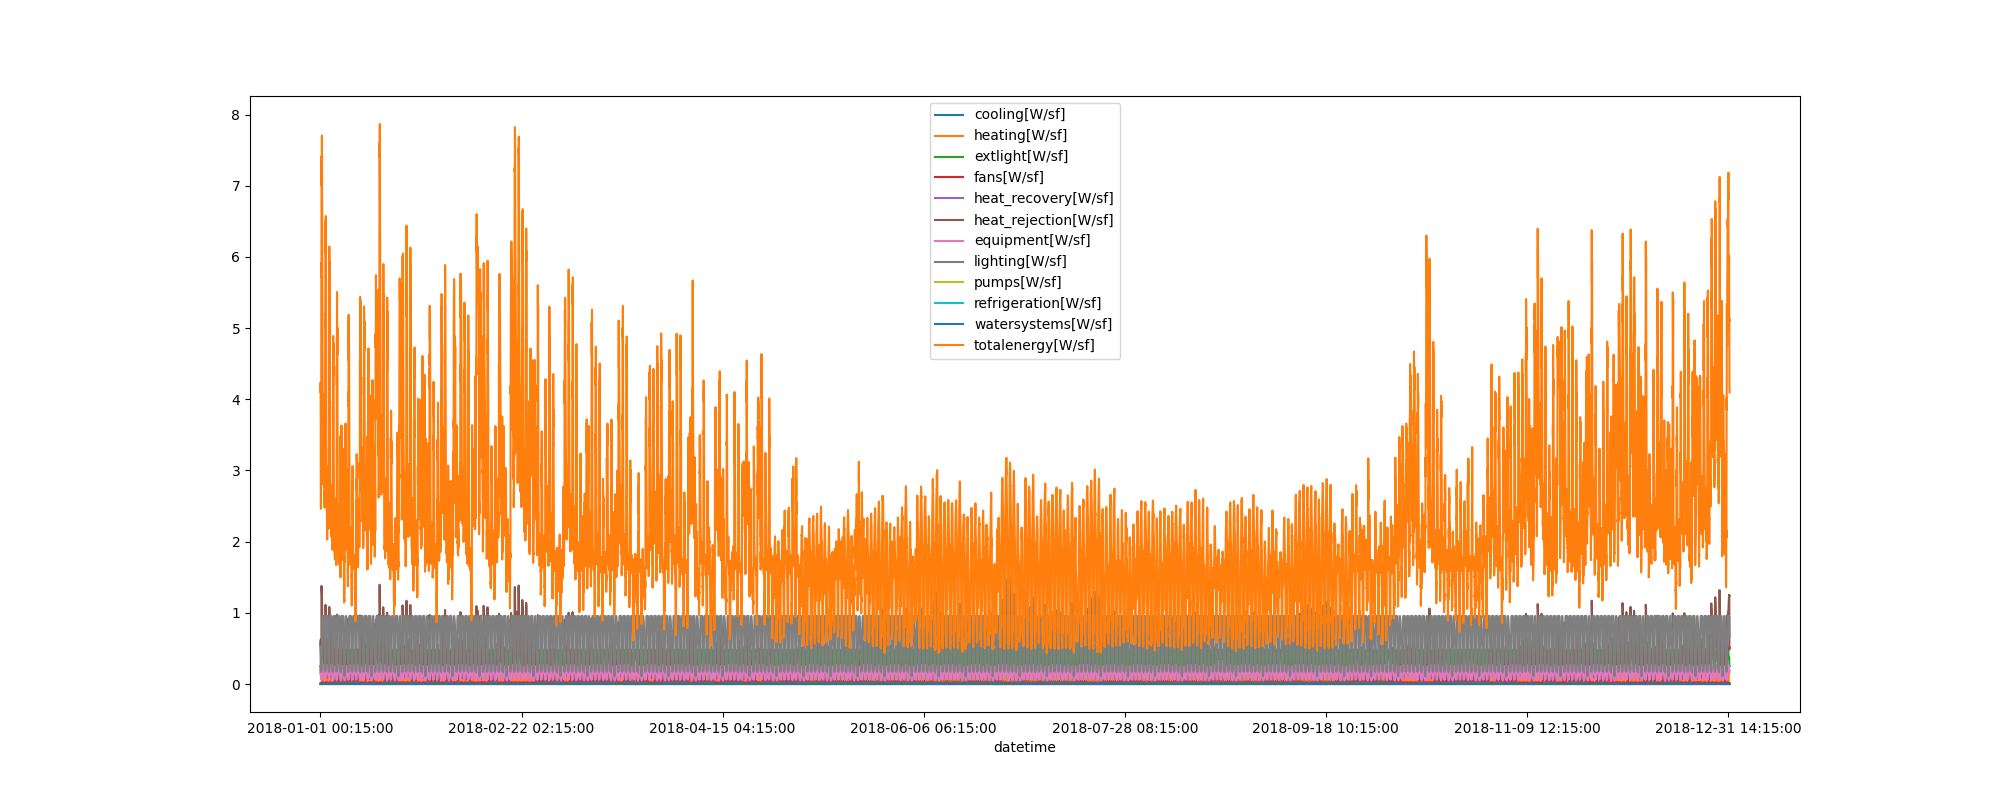 8
7
6
5
4
3
2
1
0
cooling[W/sf]
heating[W/sf]
extlight[W/sf]
fans[W/sf]
heat_recovery[W/sf]
heat_rejection[W/sf]
equipment[W/sf]
lighting[W/sf]
pumps[W/sf]
refrigeration[W/sf]
watersystems[W/sf]
totalenergy[W/sf]
2018-01-01 00:15:00 2018-02-22 02:15:00 2018-04-15 04:15:00 2018-06-06 06:15:00 2018-07-28 08:15:00 2018-09-18 10:15:00 2018-11-09 12:15:00 2018-12-31 14:15:00
datetime